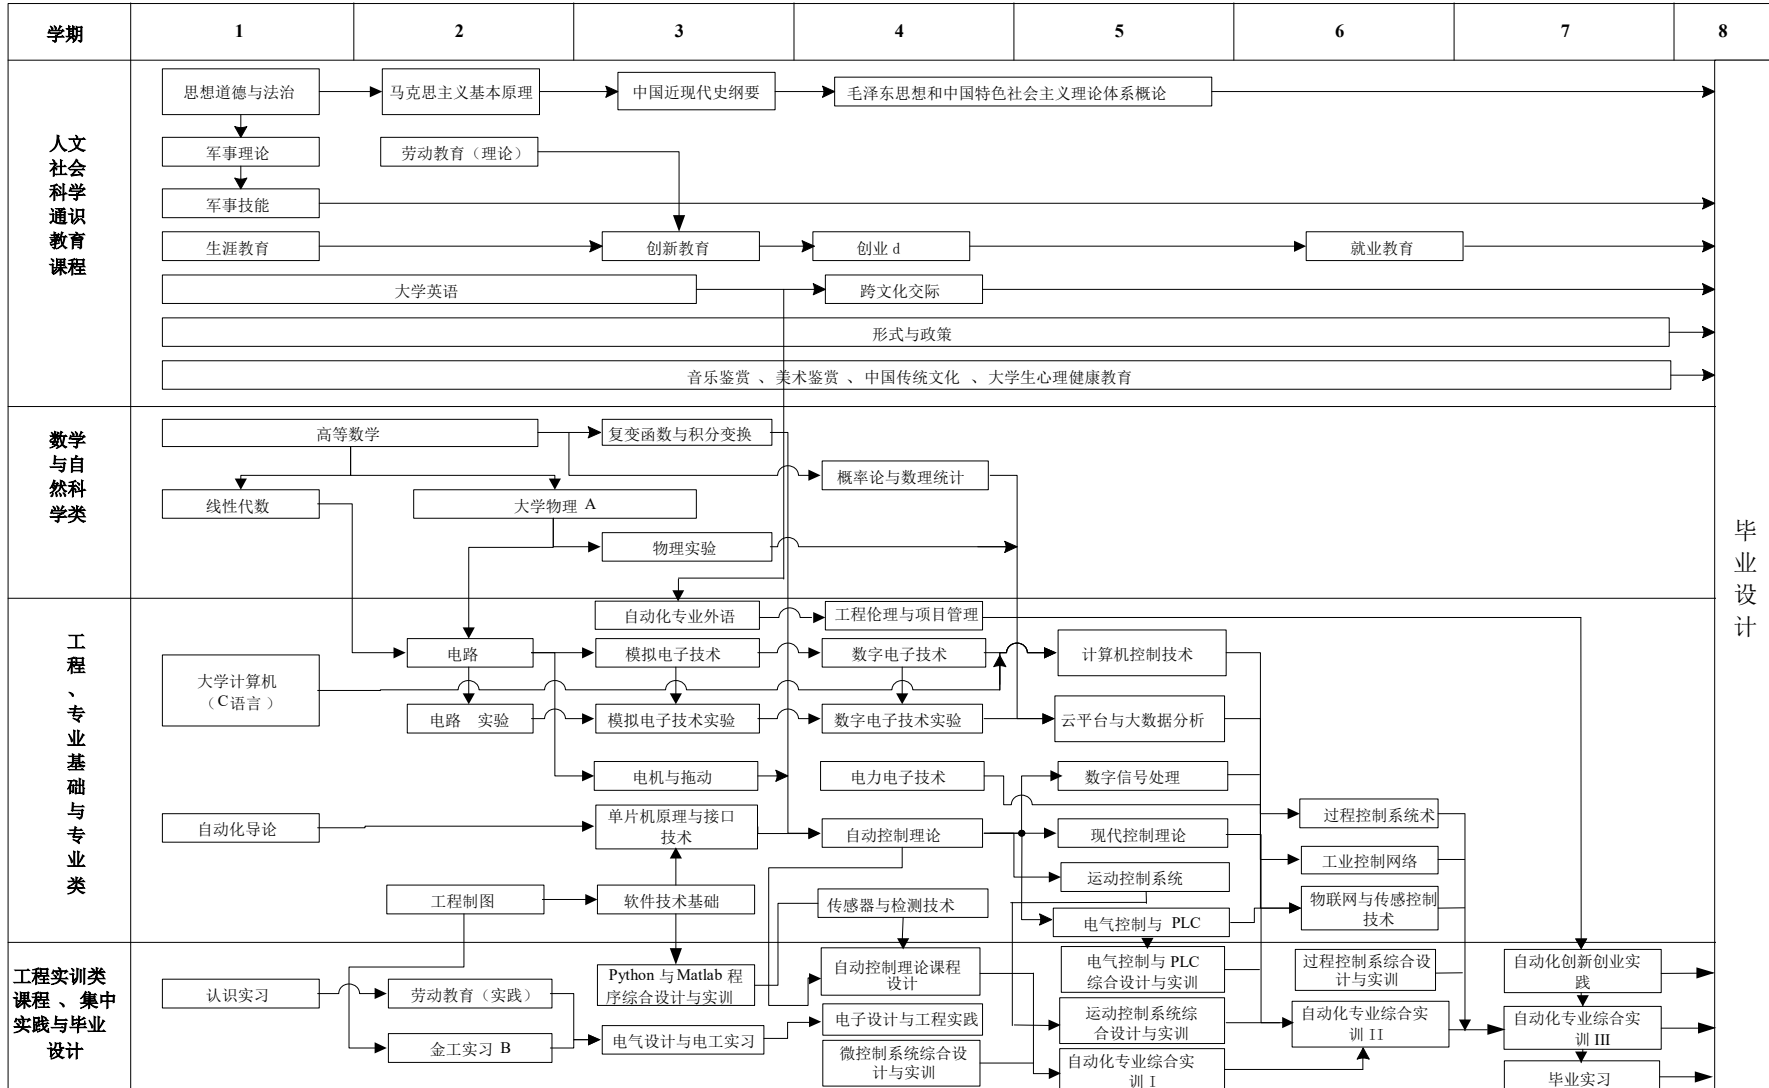 学期 1 2 3 4 5 6 7 8
人文
社会
科学
通识
教育
课程
思想道德与法治 马克思主义基本原理 中国近现代史纲要 毛泽东思想和中国特色社会主义理论体系概论
军事理论 劳动教育（理论）
军事技能
生涯教育 创新教育 创业 d 就业教育
大学英语 跨文化交际
形式与政策
音乐鉴赏 、美术鉴赏 、中国传统文化 、大学生心理健康教育
数学
与自
然科
学类
高等数学 复变函数与积分变换
概率论与数理统计
线性代数 大学物理 A
物理实验
毕
业
设
计
工
程
、
专
业
基
础
与
专
业
类
自动化专业外语 工程伦理与项目管理
电路 模拟电子技术 数字电子技术 计算机控制技术
大学计算机
（C语言 ）
电路 实验 模拟电子技术实验 数字电子技术实验 云平台与大数据分析
电机与拖动 电力电子技术 数字信号处理
自动化导论
单片机原理与接口
技术
自动控制理论 现代控制理论 过程控制系统术
运动控制系统 工业控制网络
工程制图 软件技术基础 传感器与检测技术 电气控制与 PLC
物联网与传感控制
技术
工程实训类
课程 、集中
实践与毕业
设计
认识实习 劳动教育（实践）
Python 与Matlab 程
序综合设计与实训
自动控制理论课程
设计
电气控制与 PLC
综合设计与实训
过程控制系综合设
计与实训
自动化创新创业实
践
金工实习 B 电气设计与电工实习 电子设计与工程实践
运动控制系统综
合设计与实训
自动化专业综合实
训 II
自动化专业综合实
训 III
微控制系统综合设
计与实训
自动化专业综合实
训 I
毕业实习